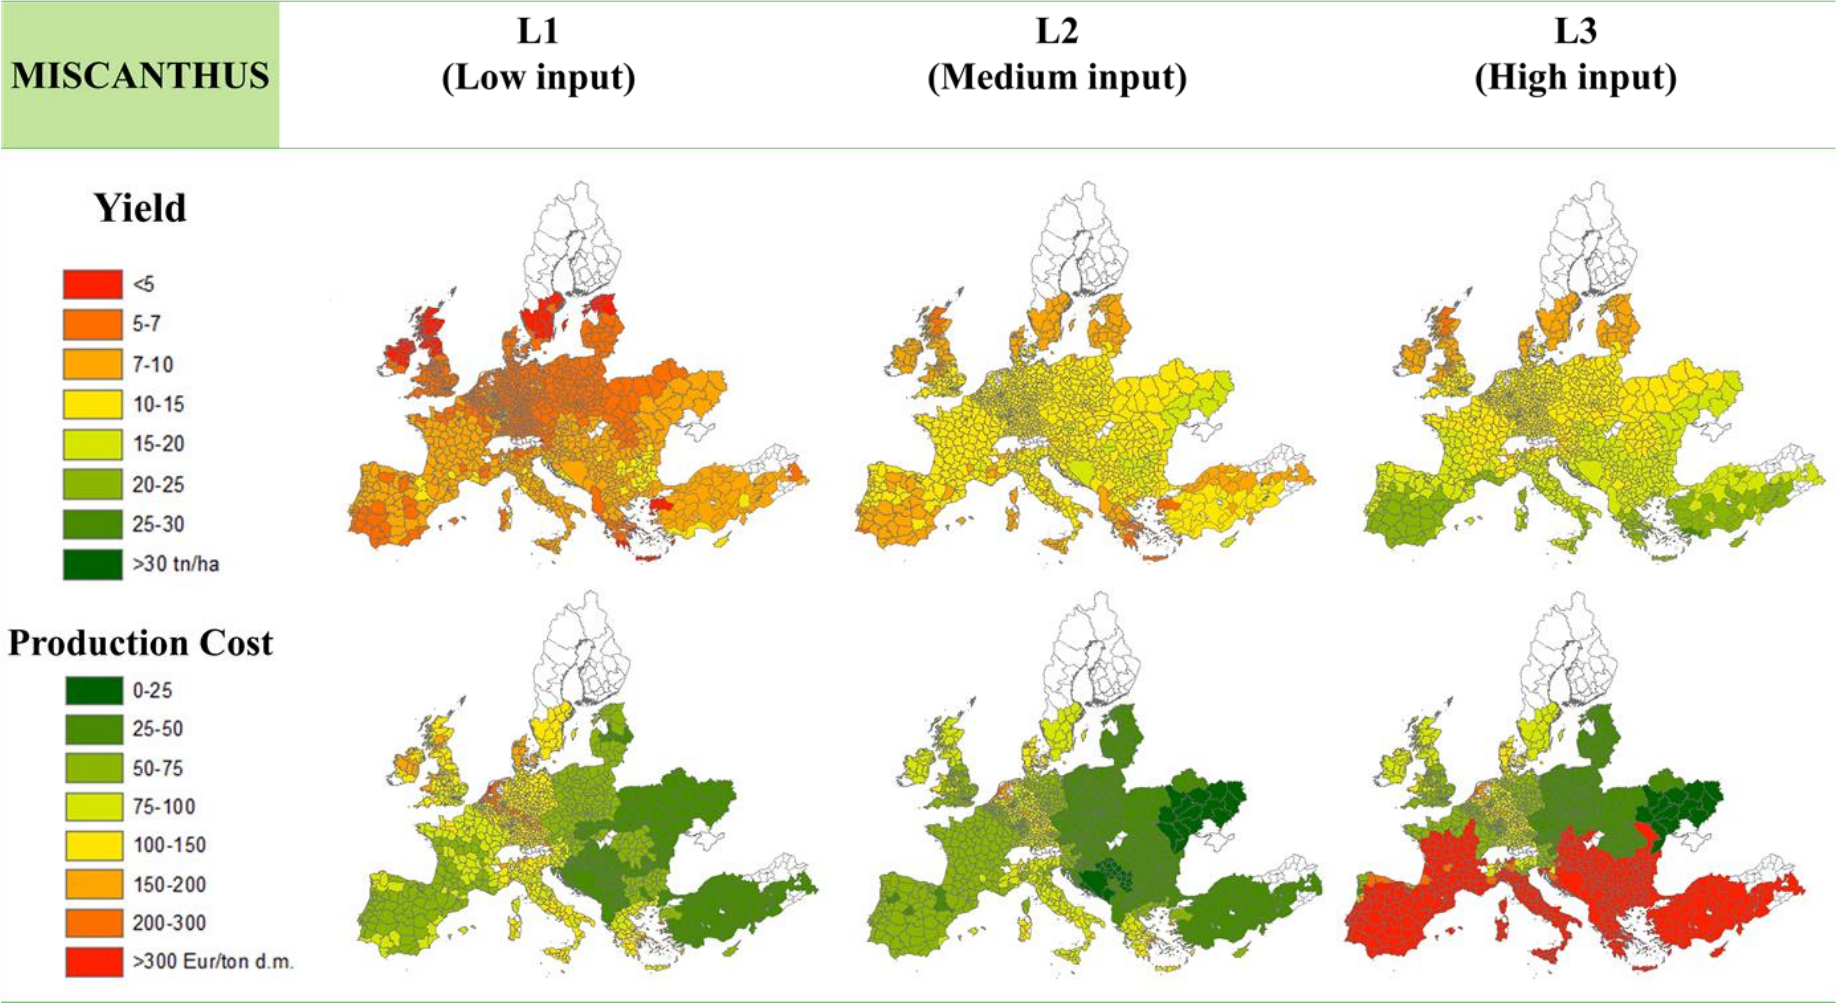 MISCANTHUS
L1
(Low input)
L2
(Medium input)
L3
(High input)
Yield
<5
5-7
7-10
10-15
15-20
20-25
25-30
>30 tn/ha
Production Cost
0-25
25-50
50-75
75-100
100-150
150-200
200-300
>300 Eur/ton d.m.